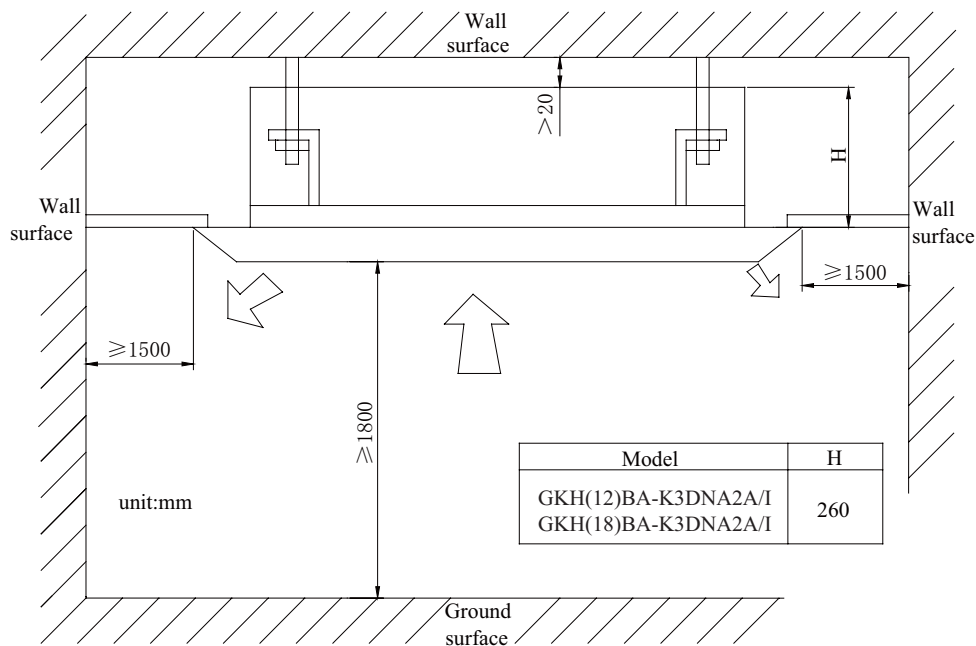 Wall
surface
>20
H
Wall
surface
Wall
surface
≥1500
≥1500
≥1800
Model H
GKH(12)BA-K3DNA2A/I
GKH(18)BA-K3DNA2A/I
260
unit:mm
Ground
surface